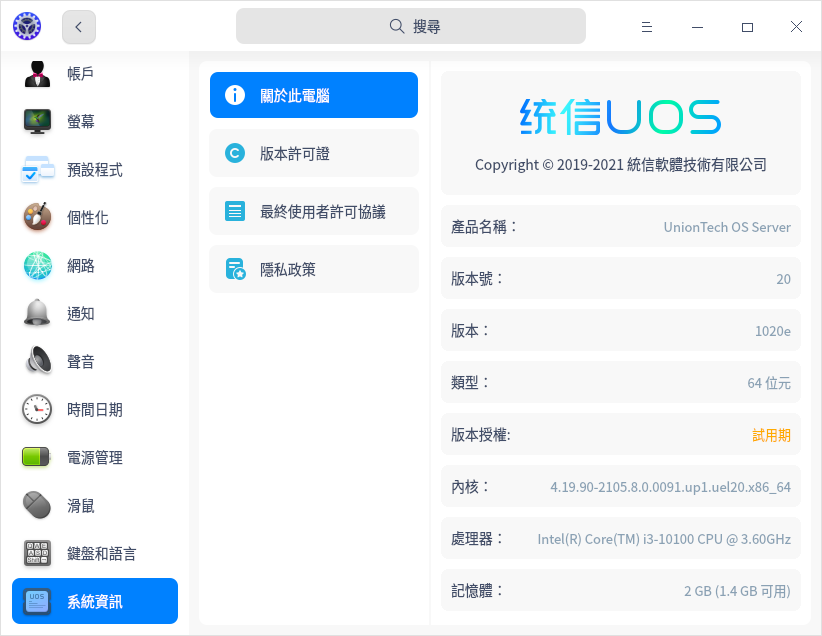 搜尋
帳戶
螢幕
預設程式
個性化
網路
通知
聲音
時間日期
電源管理
滑鼠
鍵盤和語言
UOS
系統資訊
關於此電腦
版本許可證
最終使用者許可協議
隱私政策
统信UOS
Copyright © 2019-2021 統信軟體技術有限公司
產品名稱： UnionTech OS Server
版本號： 20
版本： 1020e
類型： 64 位元
版本授權: 試用期
內核： 4.19.90-2105.8.0.0091.up1.uel20.x86_64
處理器： Intel(R) Core(TM) i3-10100 CPU @ 3.60GHz
記憶體： 2 GB (1.4 GB 可用)